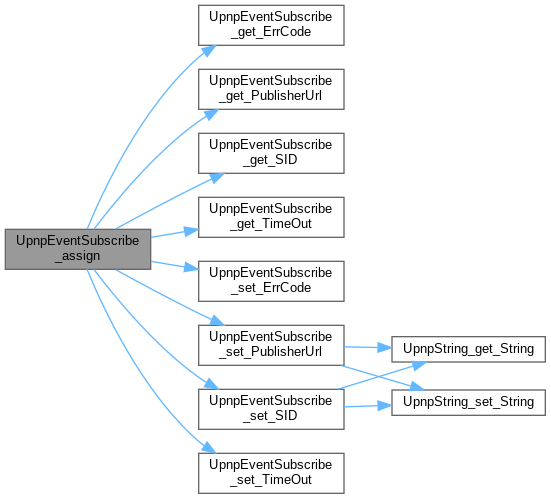 UpnpEventSubscribe
_assign
UpnpEventSubscribe
_get_ErrCode
UpnpEventSubscribe
_get_PublisherUrl
UpnpEventSubscribe
_get_SID
UpnpEventSubscribe
_get_TimeOut
UpnpEventSubscribe
_set_ErrCode
UpnpEventSubscribe
_set_PublisherUrl
UpnpEventSubscribe
_set_SID
UpnpEventSubscribe
_set_TimeOut
UpnpString_get_String
UpnpString_set_String